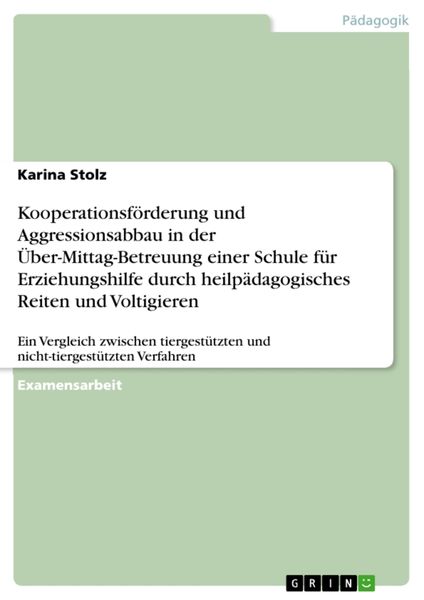 Pädagogik
Karina Stolz
Kooperationsförderung und
Aggressionsabbau in der
Über-Mittag-Betreuung einer Schule für
Erziehungshilfe durch heilpädagogisches
Reiten und Voltigieren
Ein Vergleich zwischen tiergestützten und
nicht-tiergestützten Verfahren
Examensarbeit
GRIN